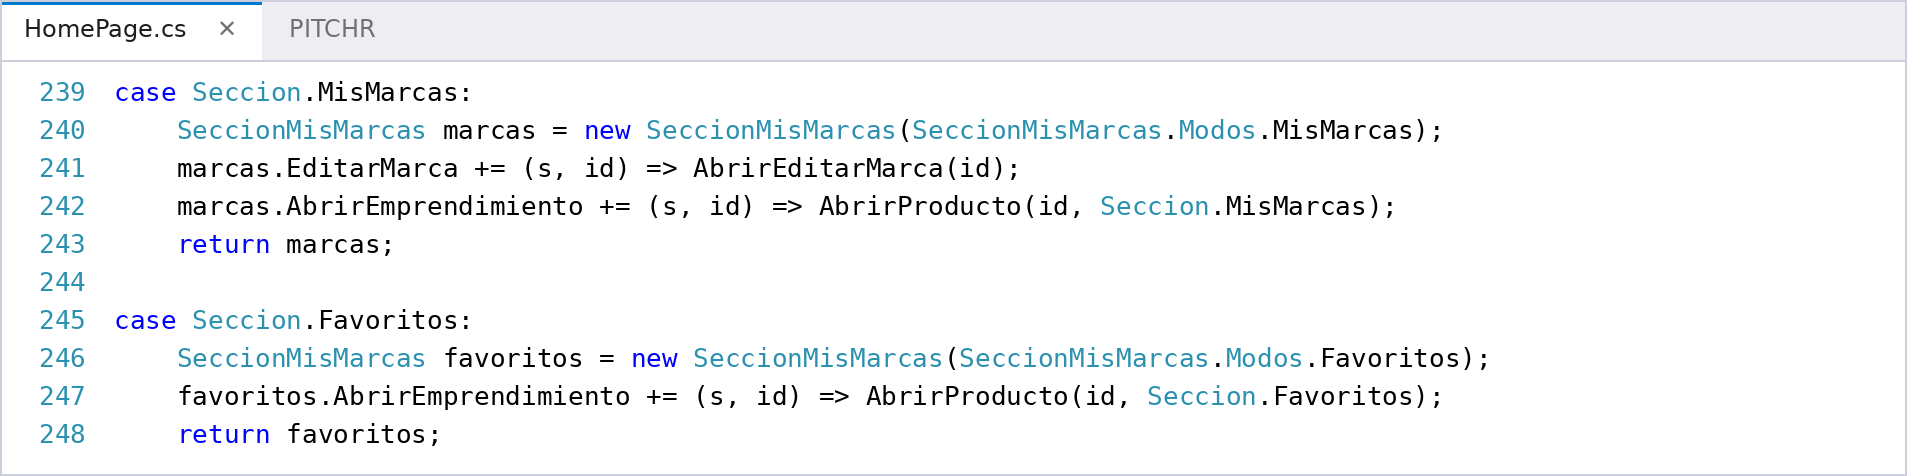 HomePage.cs ✕ PITCHR
239 case Seccion.MisMarcas:
240     SeccionMisMarcas marcas = new SeccionMisMarcas(SeccionMisMarcas.Modos.MisMarcas);
241     marcas.EditarMarca += (s, id) => AbrirEditarMarca(id);
242     marcas.AbrirEmprendimiento += (s, id) => AbrirProducto(id, Seccion.MisMarcas);
243     return marcas;
244
245 case Seccion.Favoritos:
246     SeccionMisMarcas favoritos = new SeccionMisMarcas(SeccionMisMarcas.Modos.Favoritos);
247     favoritos.AbrirEmprendimiento += (s, id) => AbrirProducto(id, Seccion.Favoritos);
248     return favoritos;